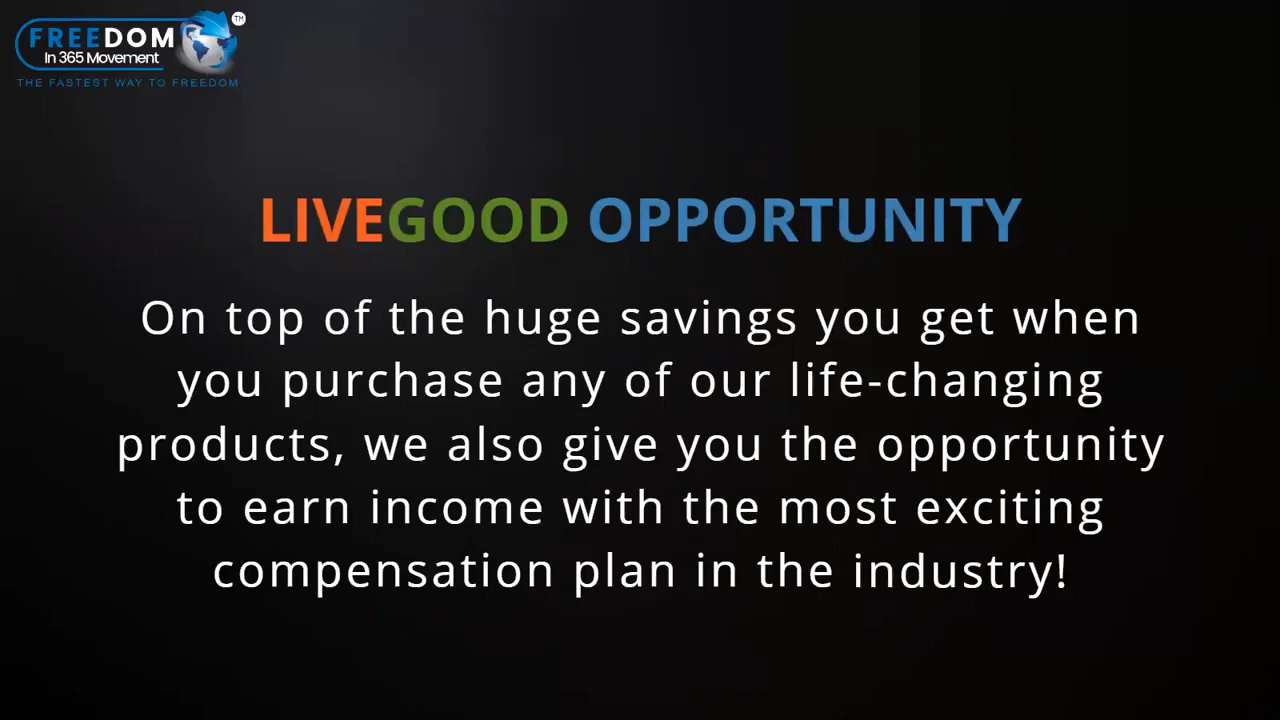 FREEDOM
In 365 Movement
TM
THE FASTEST WAY TO FREEDOM
LIVEGOOD OPPORTUNITY
On top of the huge savings you get when
you purchase any of our life-changing
products, we also give you the opportunity
to earn income with the most exciting
compensation plan in the industry!